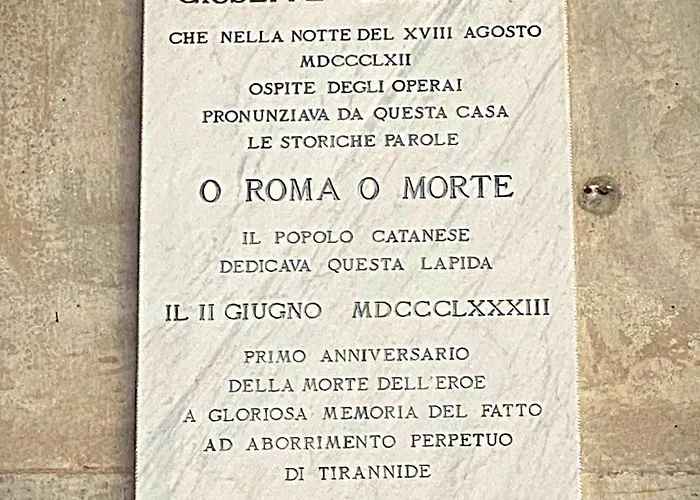 GIUSEPPE
CHE NELLA NOTTE DEL XVIII AGOSTO
MDCCCLXII
OSPITE DEGLI OPERAI
PRONUNZIAVA DA QUESTA CASA
LE STORICHE PAROLE
O ROMA O MORTE
IL POPOLO CATANESE
DEDICAVA QUESTA LAPIDA
IL II GIUGNO MDCCCLXXXIII
PRIMO ANNIVERSARIO
DELLA MORTE DELL'EROE
A GLORIOSA MEMORIA DEL FATTO
AD ABORRIMENTO PERPETUO
DI TIRANNIDE